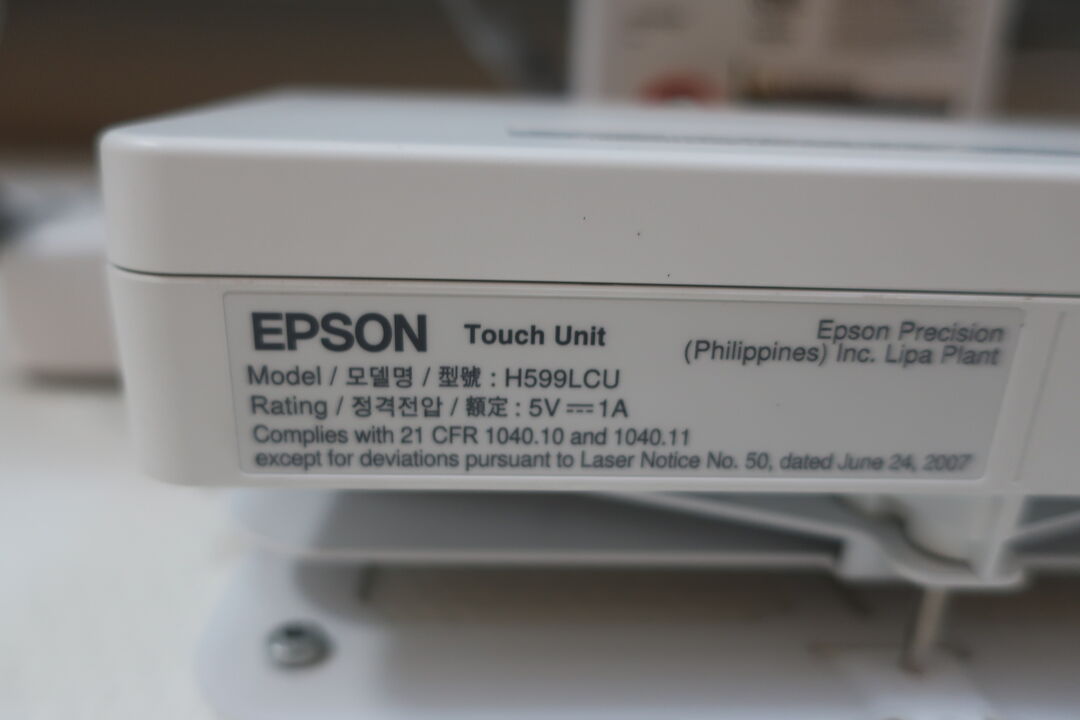 EPSON Touch Unit
Epson Precision
(Philippines) Inc. Lipa Plant
Model / 모델명 / 型號 : H599LCU
Rating / 정격전압 / 額定 : 5V ⎓ 1A
Complies with 21 CFR 1040.10 and 1040.11
except for deviations pursuant to Laser Notice No. 50, dated June 24, 2007